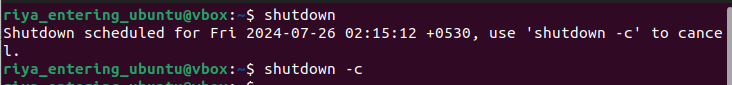 riya_entering_ubuntu@vbox:~$ shutdown
Shutdown scheduled for Fri 2024-07-26 02:15:12 +0530, use 'shutdown -c' to cance
l.
riya_entering_ubuntu@vbox:~$ shutdown -c